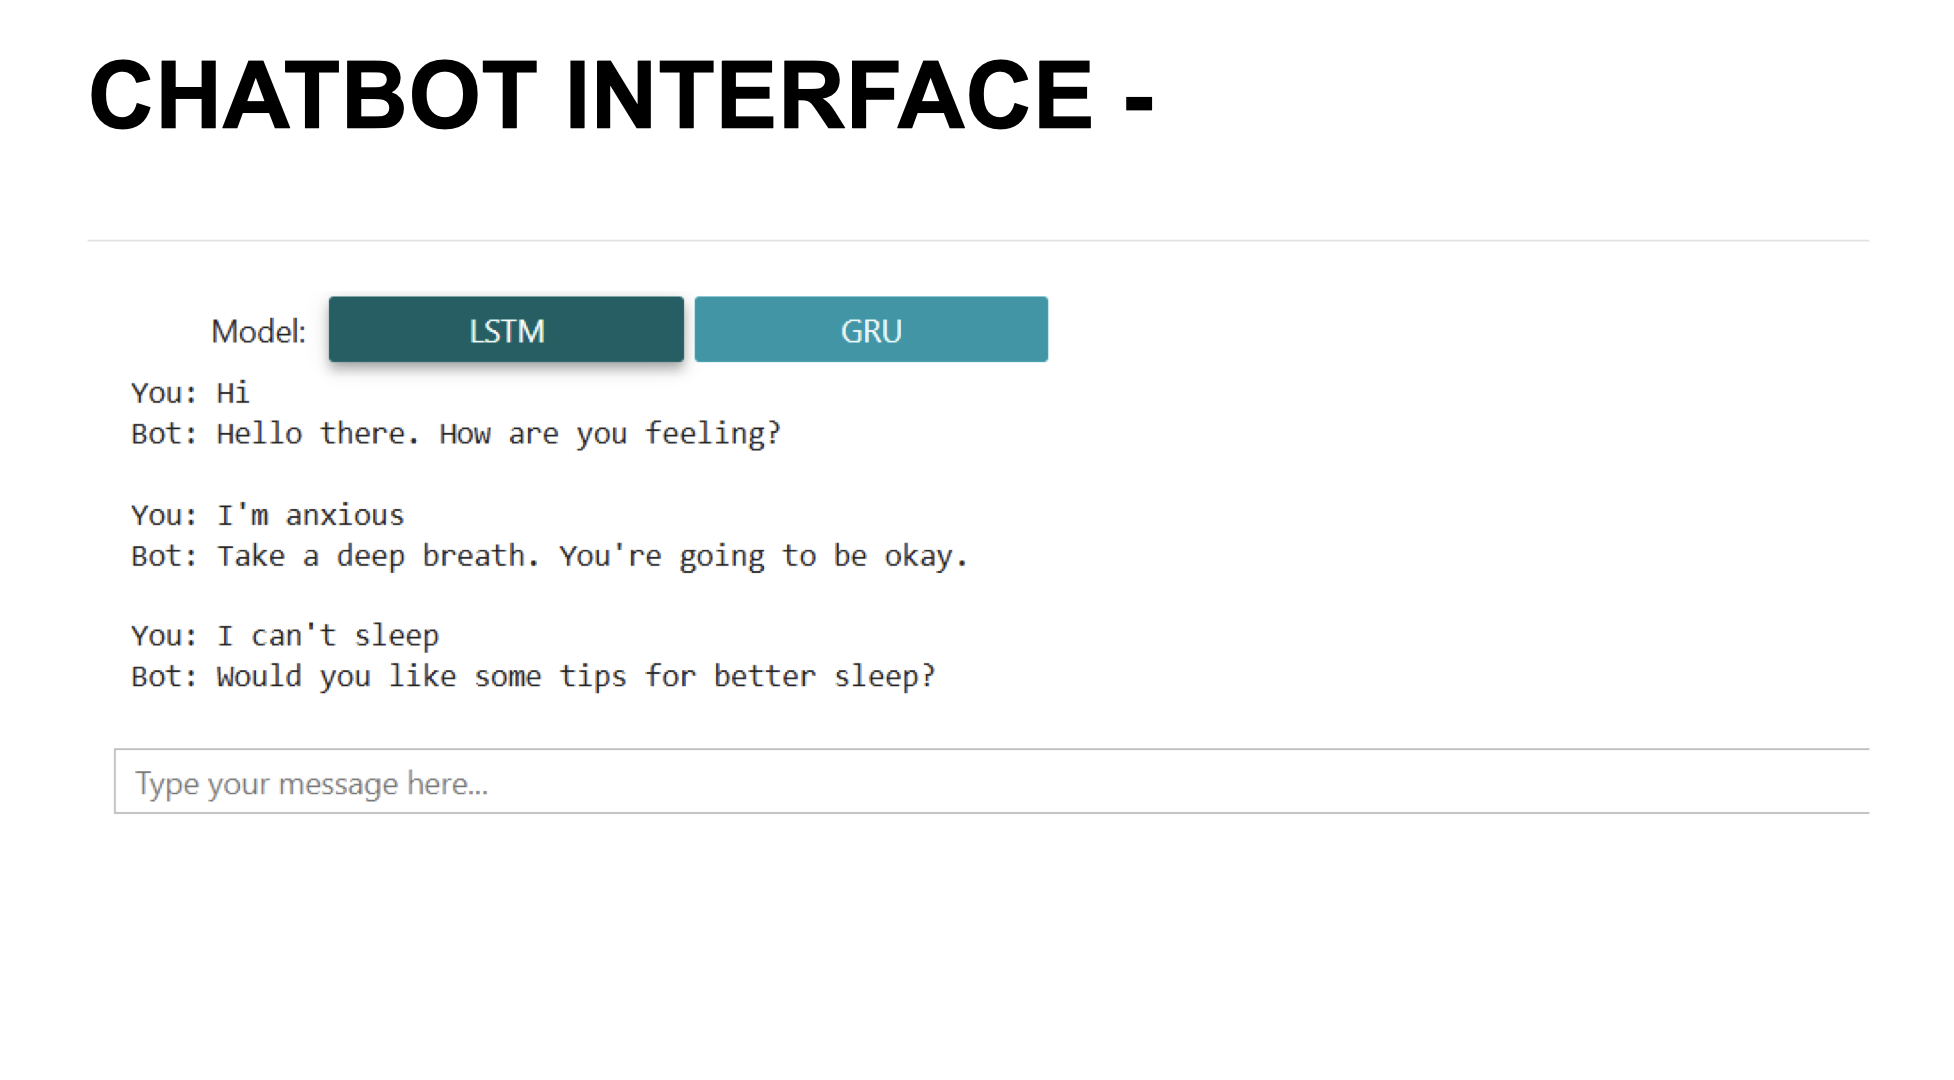 CHATBOT INTERFACE -
Model: LSTM GRU
You: Hi
Bot: Hello there. How are you feeling?
You: I'm anxious
Bot: Take a deep breath. You're going to be okay.
You: I can't sleep
Bot: Would you like some tips for better sleep?
Type your message here...